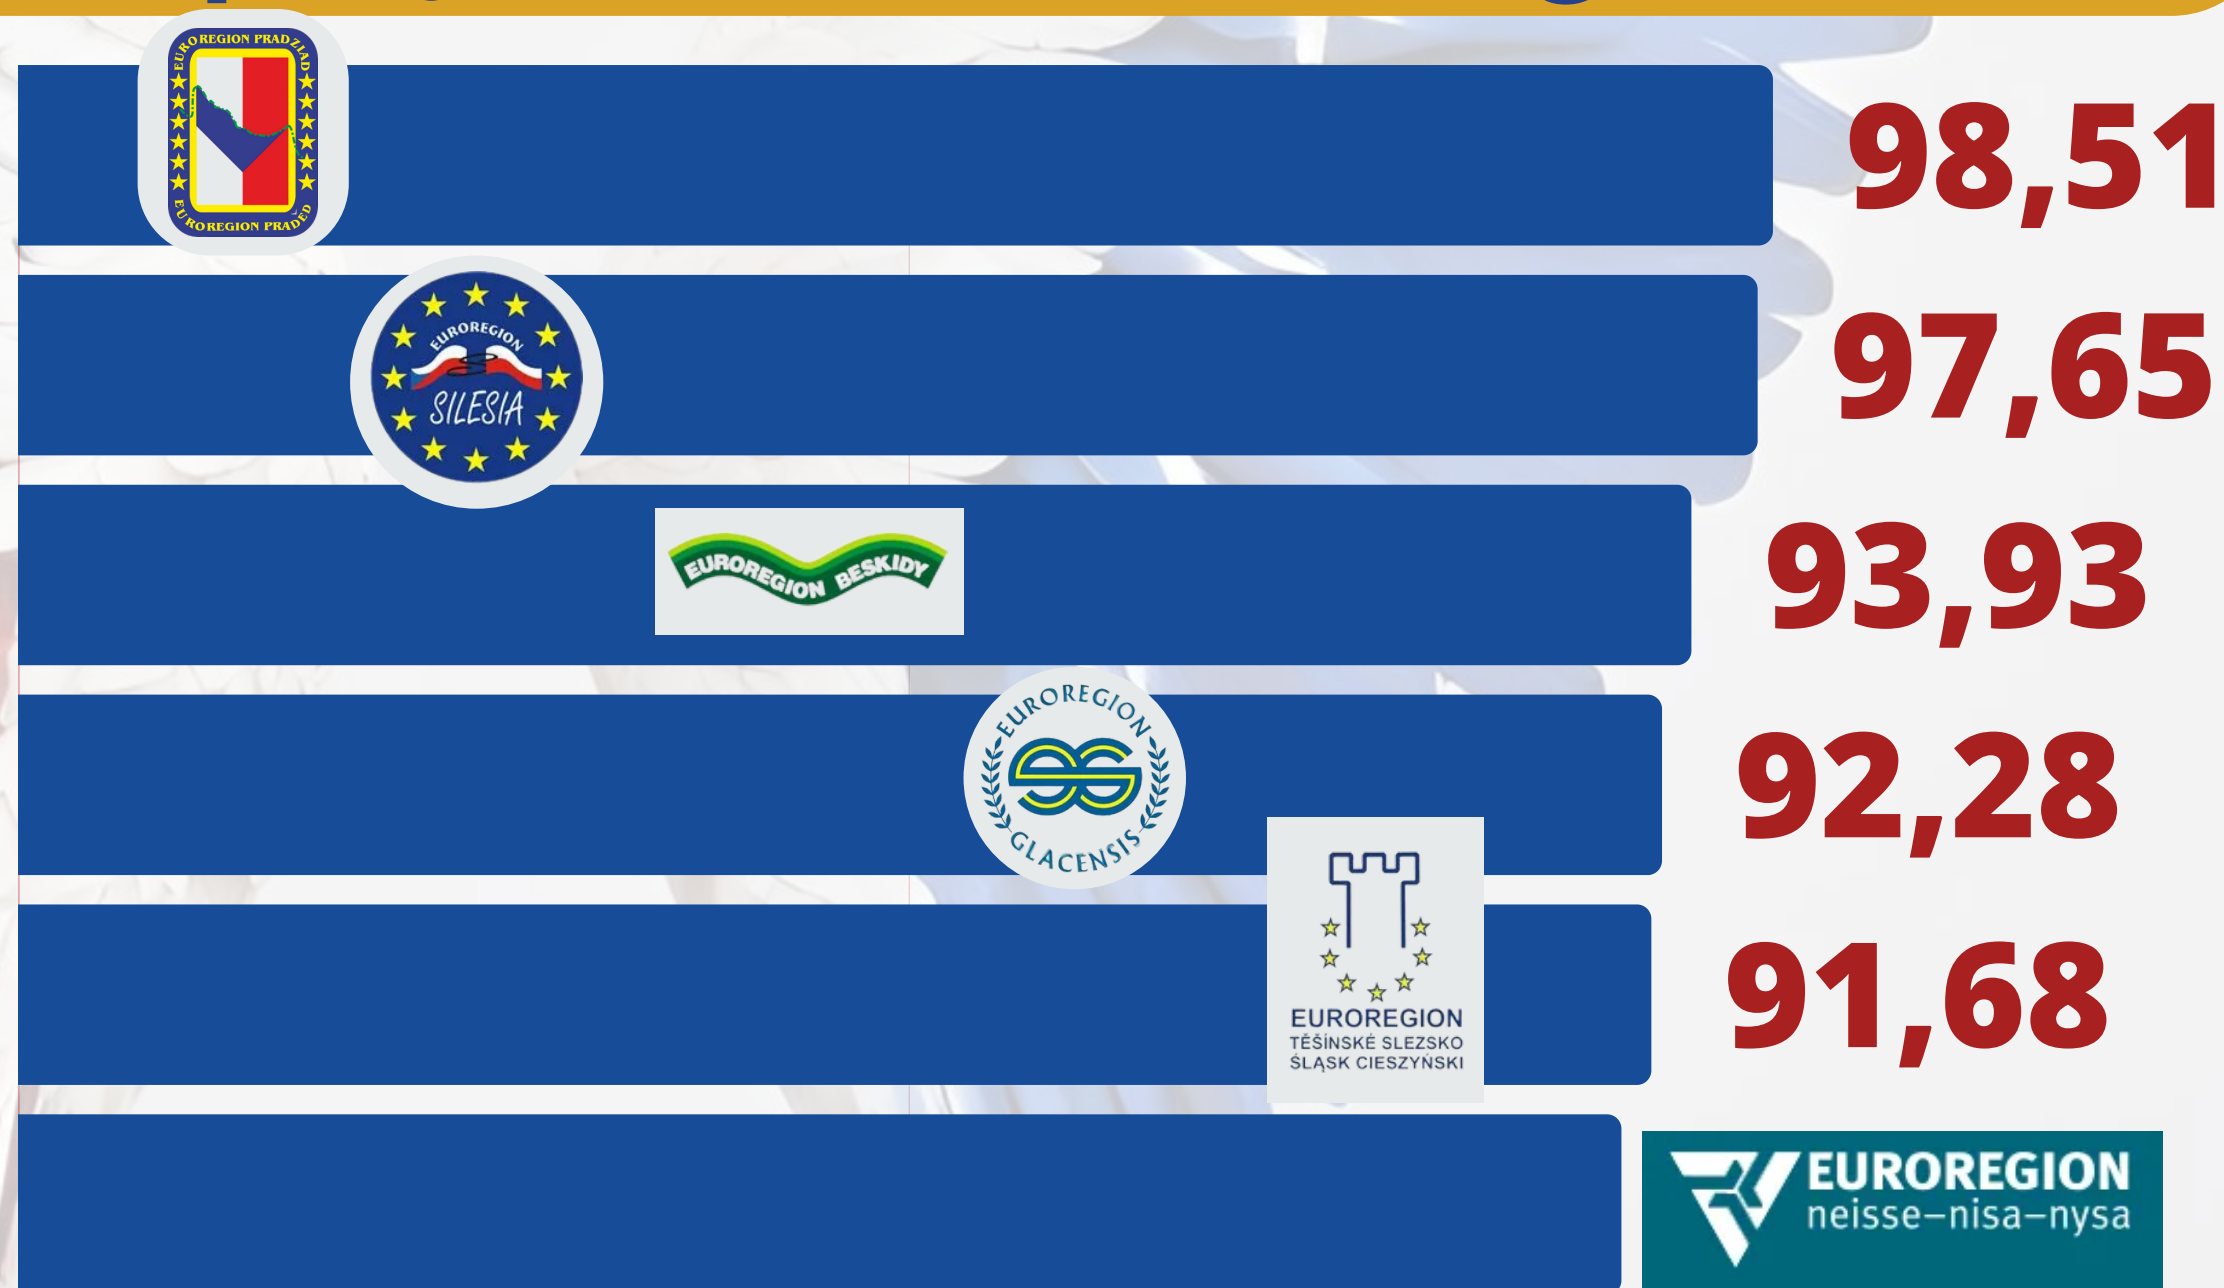 EUROREGION PRADZIAD
EUROREGION PRADĚD
98,51
EUROREGION
SILESIA
97,65
EUROREGION BESKIDY
93,93
EUROREGION
GLACENSIS
92,28
EUROREGION
TĚŠÍNSKÉ SLEZSKO
ŚLĄSK CIESZYŃSKI
91,68
EUROREGION
neisse–nisa–nysa